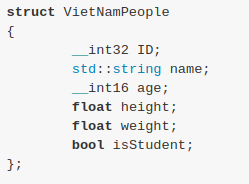 struct VietNamPeople
{
__int32 ID;
std::string name;
__int16 age;
float height;
float weight;
bool isStudent;
};